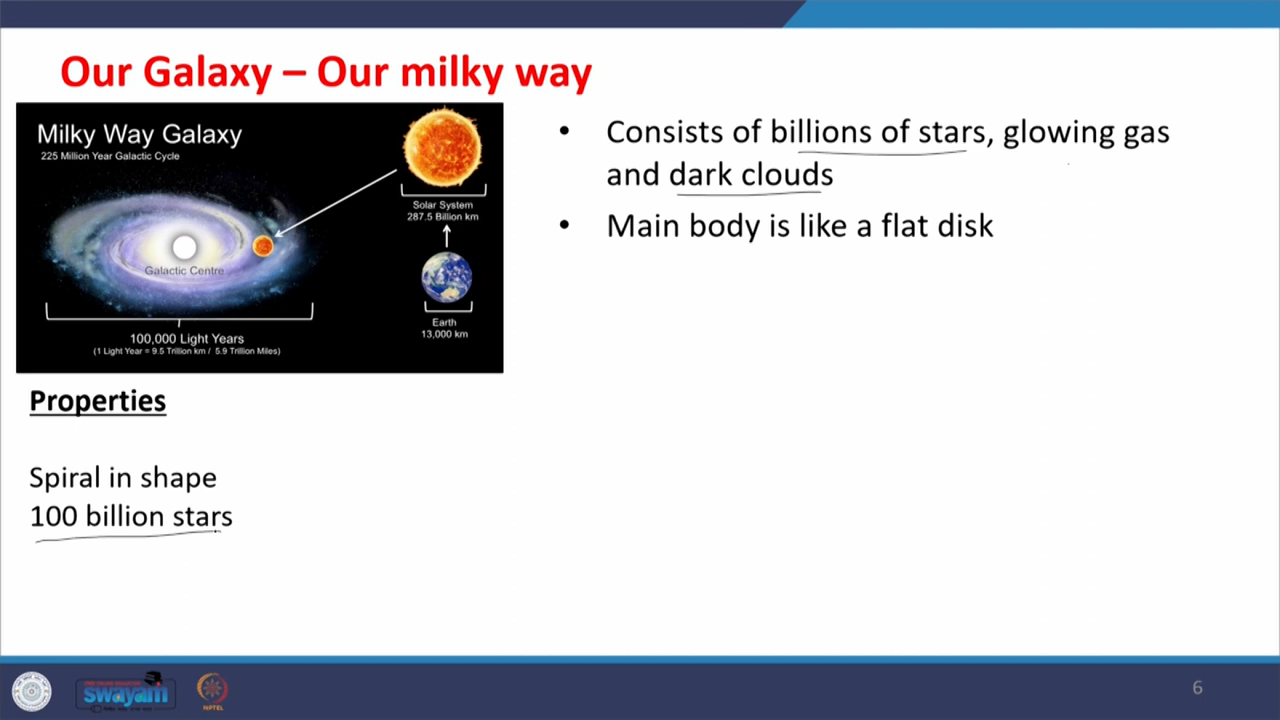 Our Galaxy – Our milky way
Milky Way Galaxy
225 Million Year Galactic Cycle
Solar System
287.5 Billion km
Galactic Centre
Earth
13,000 km
100,000 Light Years
(1 Light Year = 9.5 Trillion km / 5.9 Trillion Miles)
• Consists of billions of stars, glowing gas
and dark clouds
• Main body is like a flat disk
Properties
Spiral in shape
100 billion stars
swayam
NPTEL
6